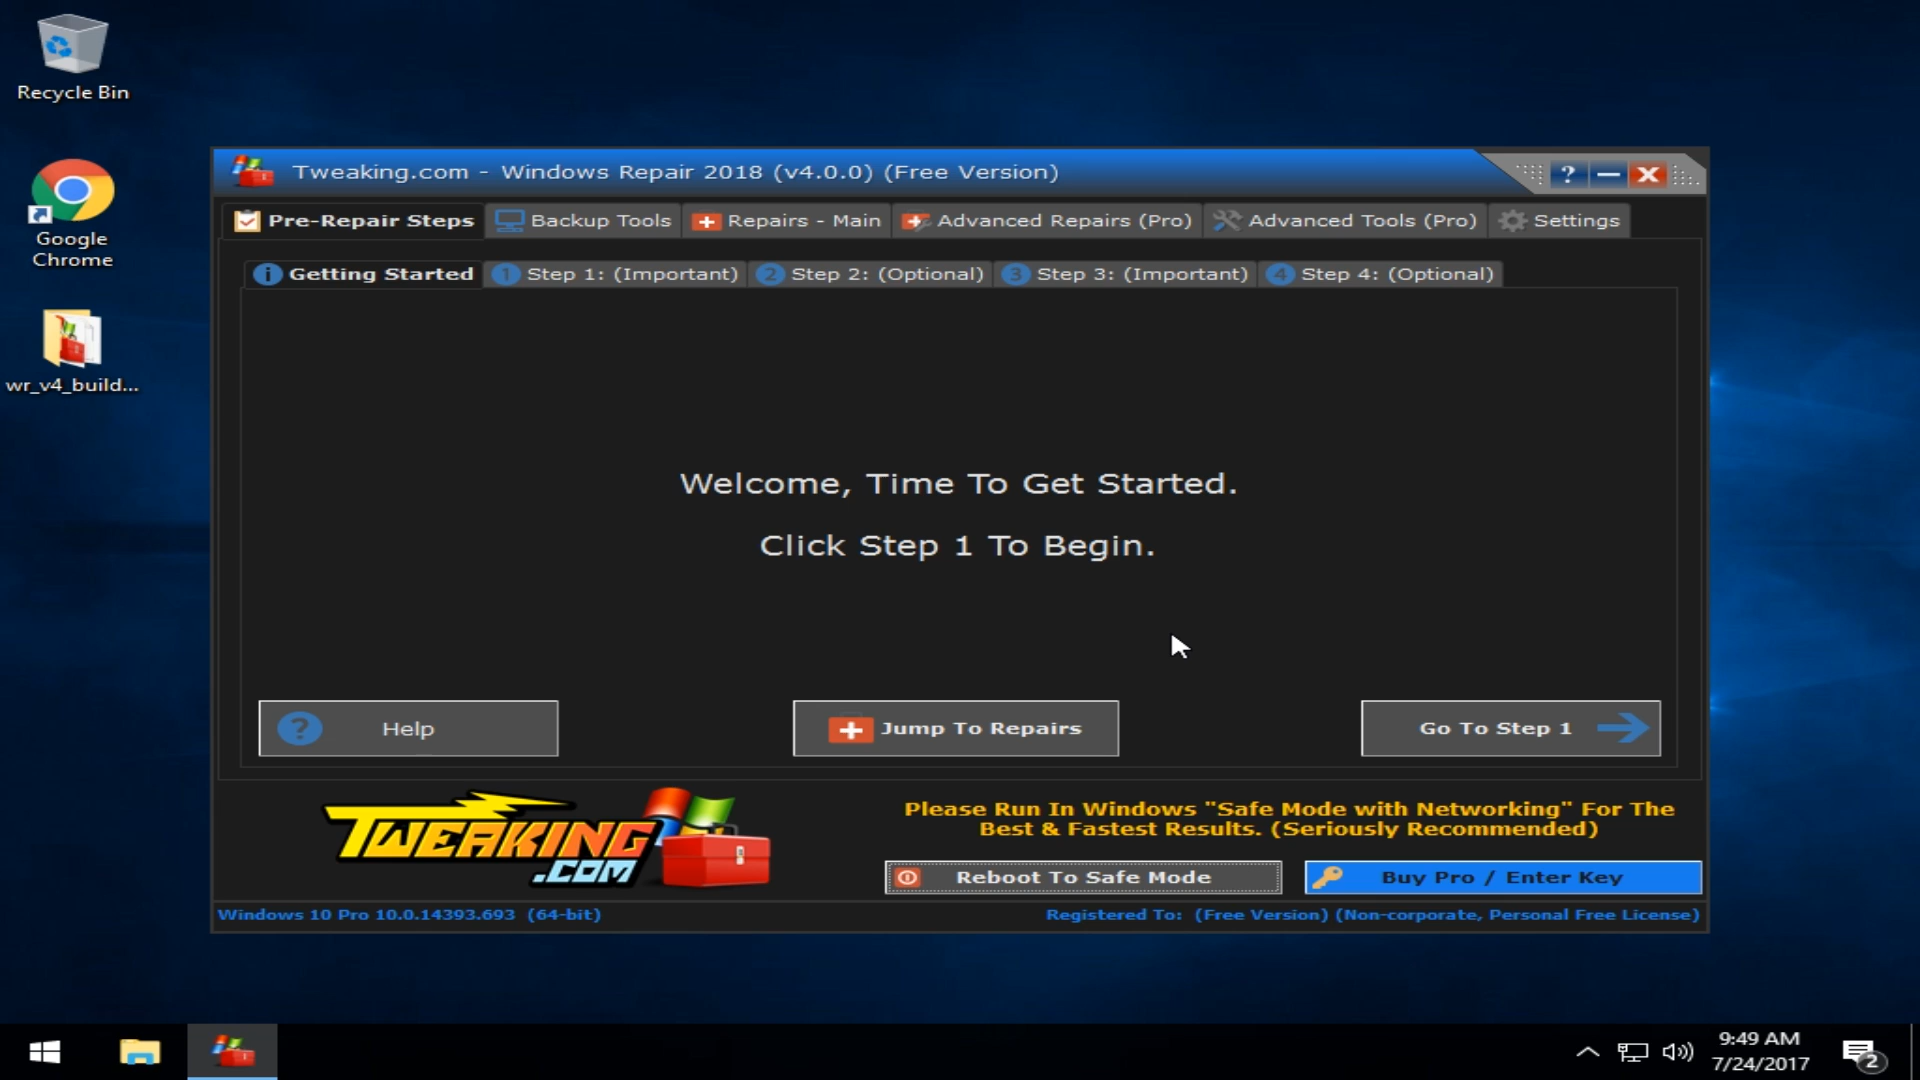 Recycle Bin
Google
Chrome
wr_v4_build...
Tweaking.com - Windows Repair 2018 (v4.0.0) (Free Version)
?
Pre-Repair Steps
Backup Tools
Repairs - Main
Advanced Repairs (Pro)
Advanced Tools (Pro)
Settings
i Getting Started
1 Step 1: (Important)
2 Step 2: (Optional)
3 Step 3: (Important)
4 Step 4: (Optional)
Welcome, Time To Get Started.
Click Step 1 To Begin.
? Help
Jump To Repairs
Go To Step 1
TWEAKING
.COM
Please Run In Windows "Safe Mode with Networking" For The
Best & Fastest Results. (Seriously Recommended)
Reboot To Safe Mode
Buy Pro / Enter Key
Windows 10 Pro 10.0.14393.693 (64-bit)
Registered To: (Free Version) (Non-corporate, Personal Free License)
9:49 AM
7/24/2017
2